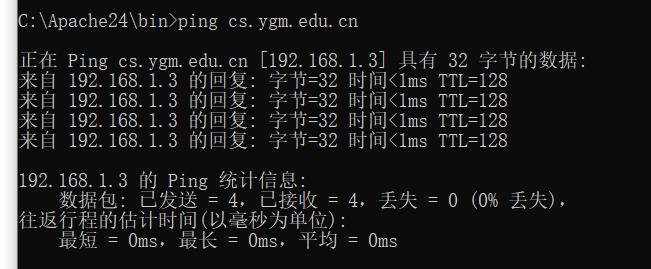 C:\Apache24\bin>ping cs.ygm.edu.cn
正在 Ping cs.ygm.edu.cn [192.168.1.3] 具有 32 字节的数据:
来自 192.168.1.3 的回复: 字节=32 时间<1ms TTL=128
来自 192.168.1.3 的回复: 字节=32 时间<1ms TTL=128
来自 192.168.1.3 的回复: 字节=32 时间<1ms TTL=128
来自 192.168.1.3 的回复: 字节=32 时间<1ms TTL=128
192.168.1.3 的 Ping 统计信息:
数据包: 已发送 = 4，已接收 = 4，丢失 = 0 (0% 丢失)，
往返行程的估计时间(以毫秒为单位):
最短 = 0ms，最长 = 0ms，平均 = 0ms